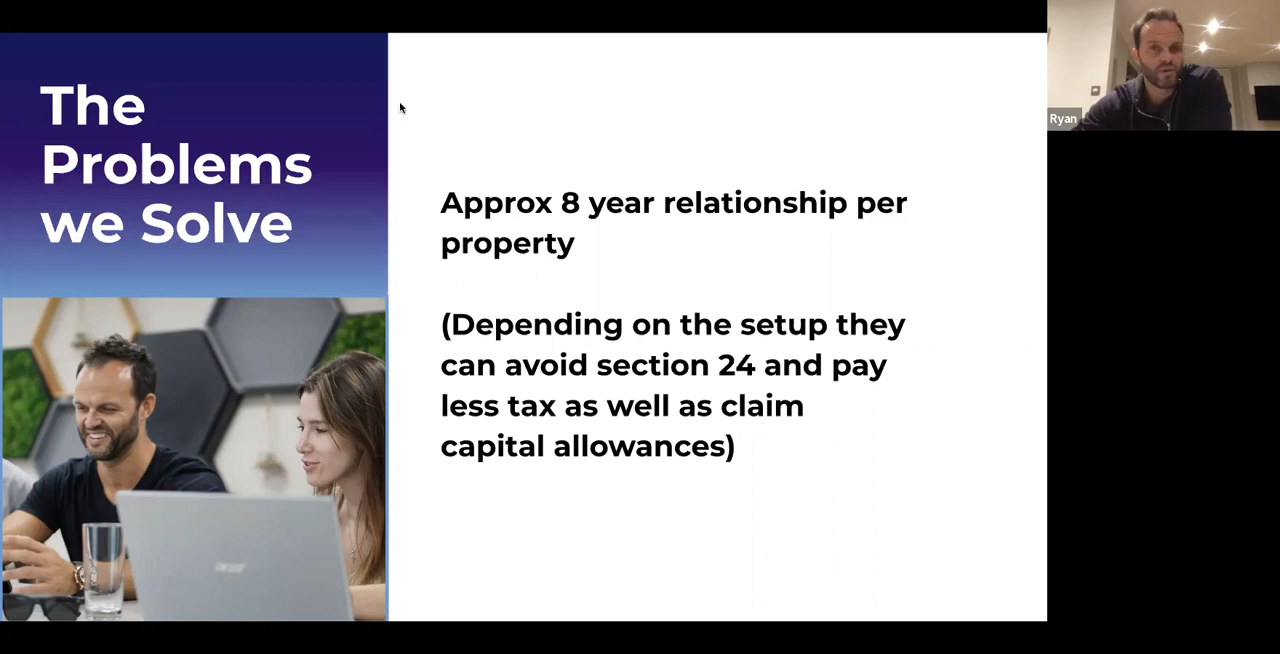 The
Problems
we Solve
Approx 8 year relationship per
property
(Depending on the setup they
can avoid section 24 and pay
less tax as well as claim
capital allowances)
Ryan
acer